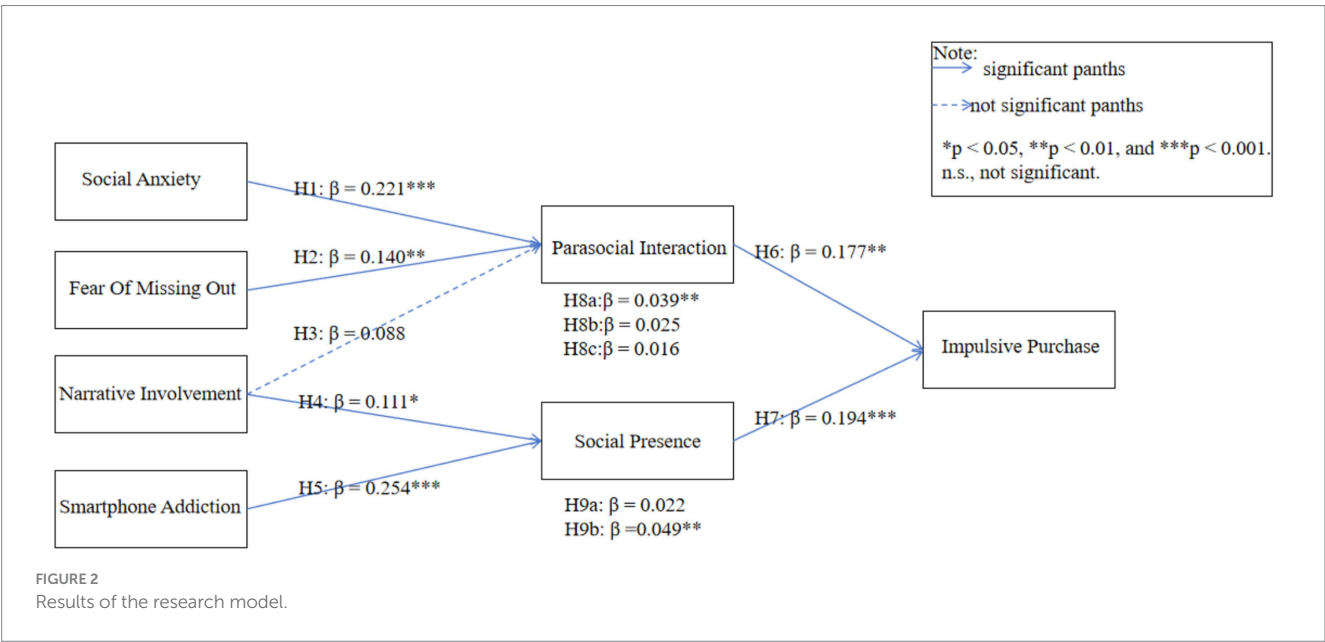 Note:
significant panths
not significant panths
*p < 0.05, **p < 0.01, and ***p < 0.001.
n.s., not significant.
Social Anxiety
Fear Of Missing Out
Narrative Involvement
Smartphone Addiction
H1: β = 0.221***
H2: β = 0.140**
H3: β = 0.088
H4: β = 0.111*
H5: β = 0.254***
Parasocial Interaction
H8a:β = 0.039**
H8b:β = 0.025
H8c:β = 0.016
Social Presence
H9a: β = 0.022
H9b: β =0.049**
H6: β = 0.177**
H7: β = 0.194***
Impulsive Purchase
FIGURE 2
Results of the research model.